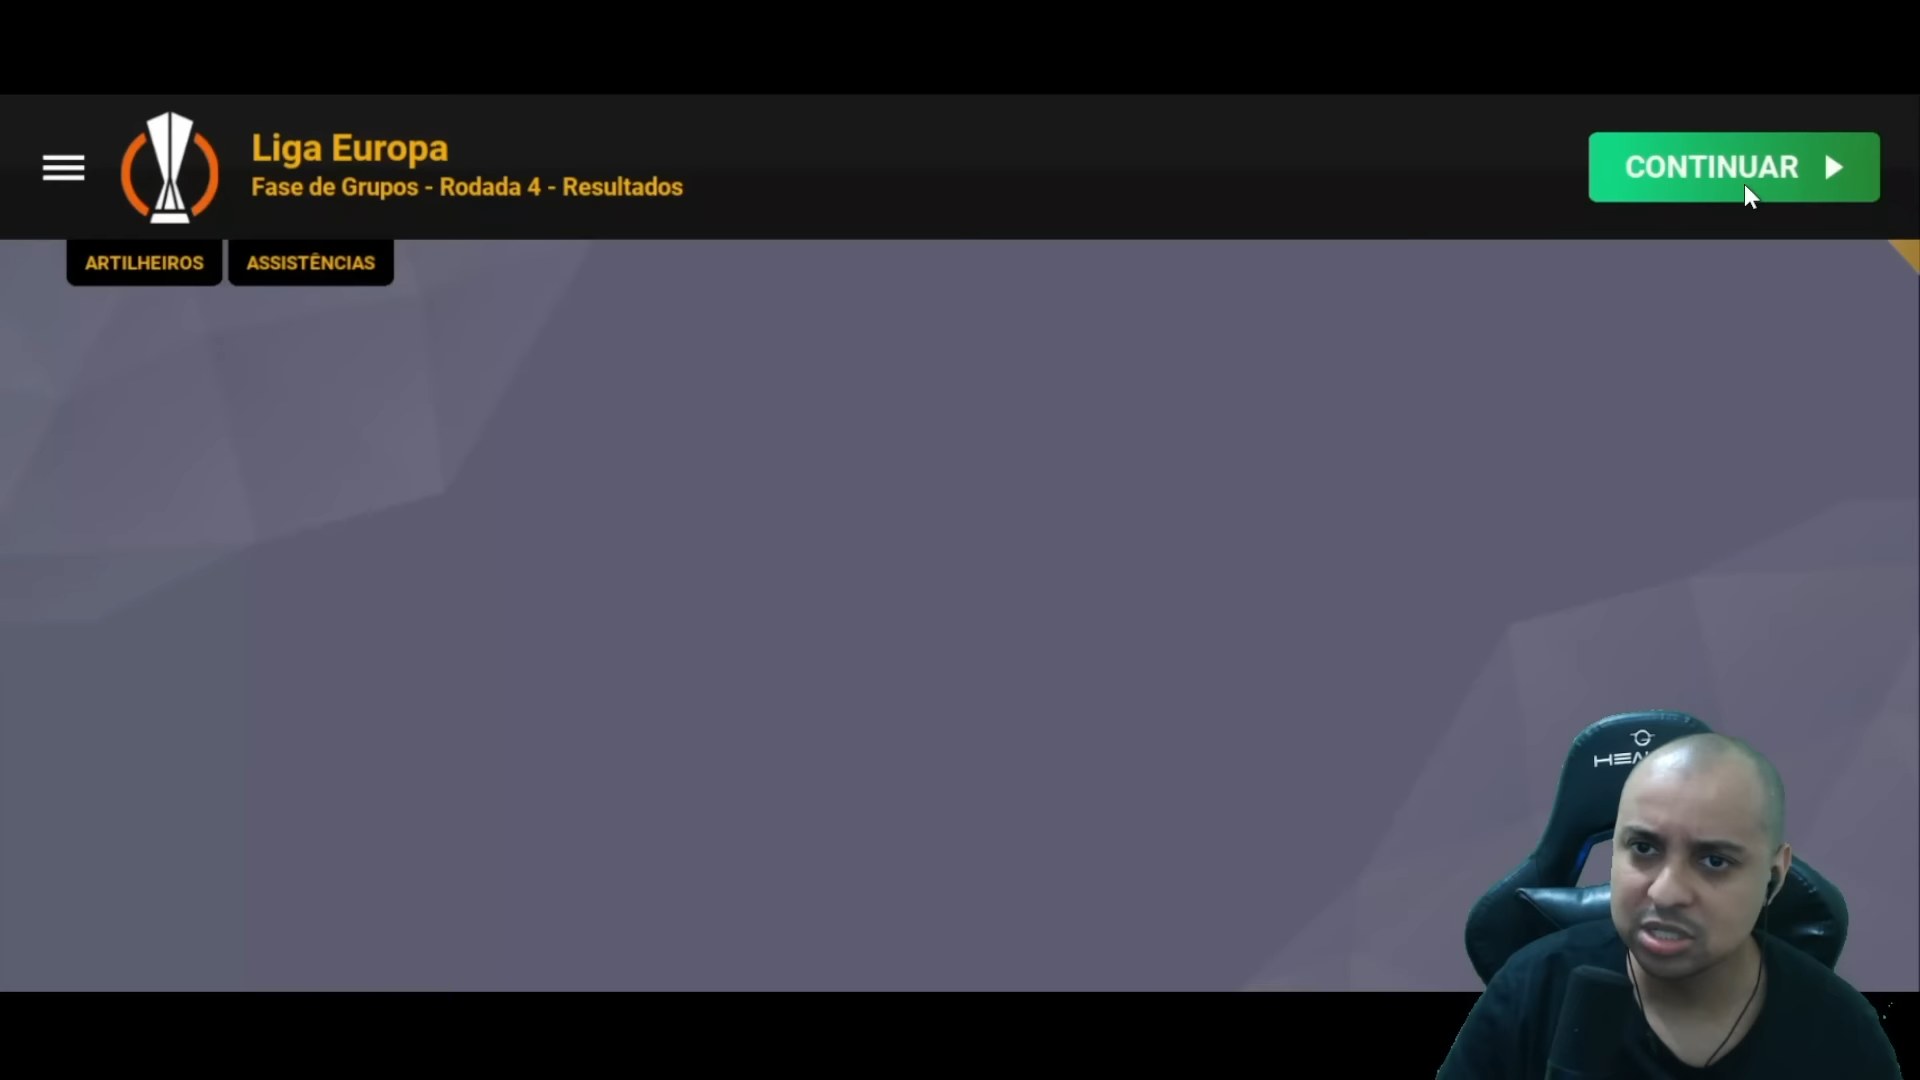 Liga Europa
Fase de Grupos - Rodada 4 - Resultados
CONTINUAR
ARTILHEIROS
ASSISTÊNCIAS